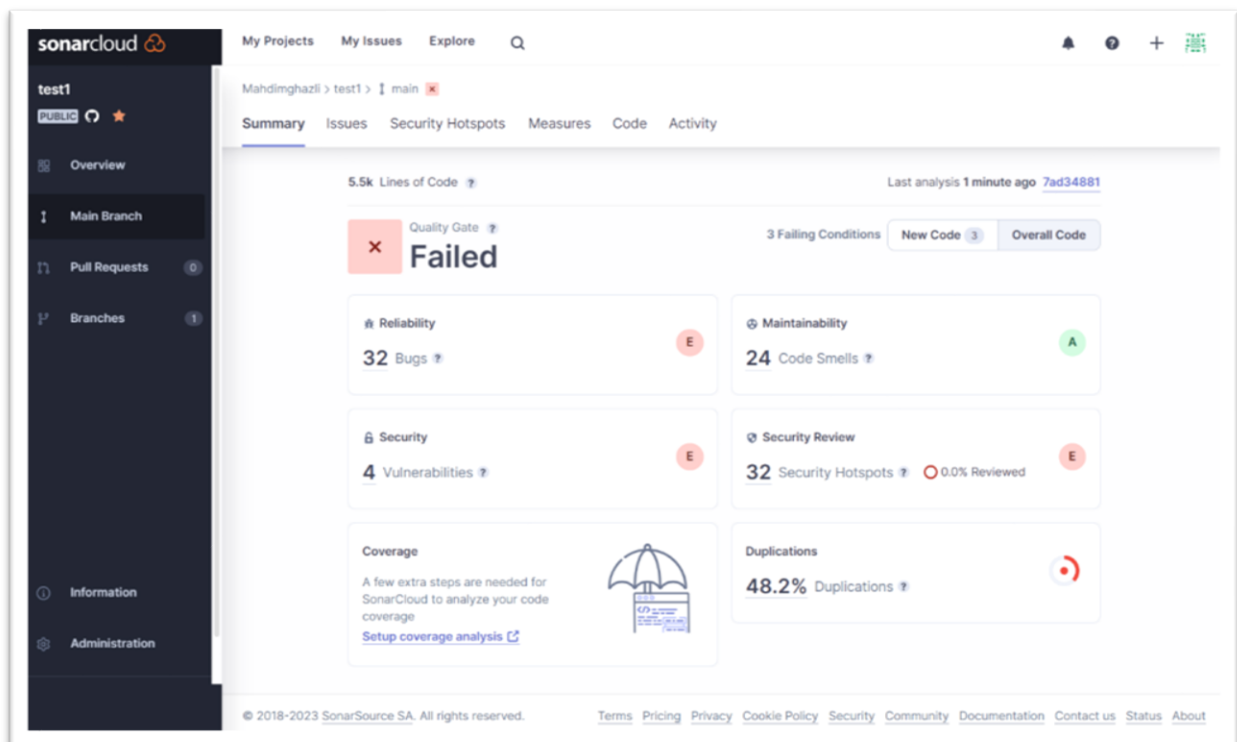 sonarcloud
My Projects My Issues Explore
test1
PUBLIC
Overview
Main Branch
Pull Requests 0
Branches 1
Information
Administration
Mahdimghazli > test1 > main
Summary Issues Security Hotspots Measures Code Activity
5.5k Lines of Code ?
Last analysis 1 minute ago 7ad34881
Quality Gate ?
Failed
3 Failing Conditions New Code 3 Overall Code
Reliability
32 Bugs ?
E
Maintainability
24 Code Smells ?
A
Security
4 Vulnerabilities ?
E
Security Review
32 Security Hotspots ? 0.0% Reviewed
E
Coverage
A few extra steps are needed for
SonarCloud to analyze your code
coverage
Setup coverage analysis
Duplications
48.2% Duplications ?
© 2018-2023 SonarSource SA. All rights reserved.
Terms Pricing Privacy Cookie Policy Security Community Documentation Contact us Status About